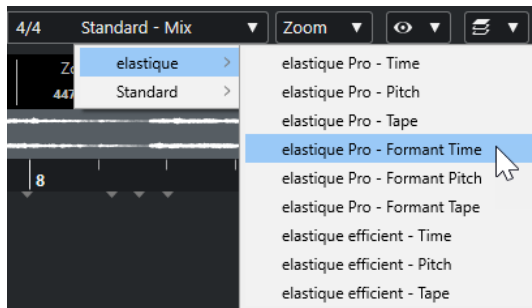 4/4 Standard - Mix Zoom
elastique
Standard
447
8
elastique Pro - Time
elastique Pro - Pitch
elastique Pro - Tape
elastique Pro - Formant Time
elastique Pro - Formant Pitch
elastique Pro - Formant Tape
elastique efficient - Time
elastique efficient - Pitch
elastique efficient - Tape